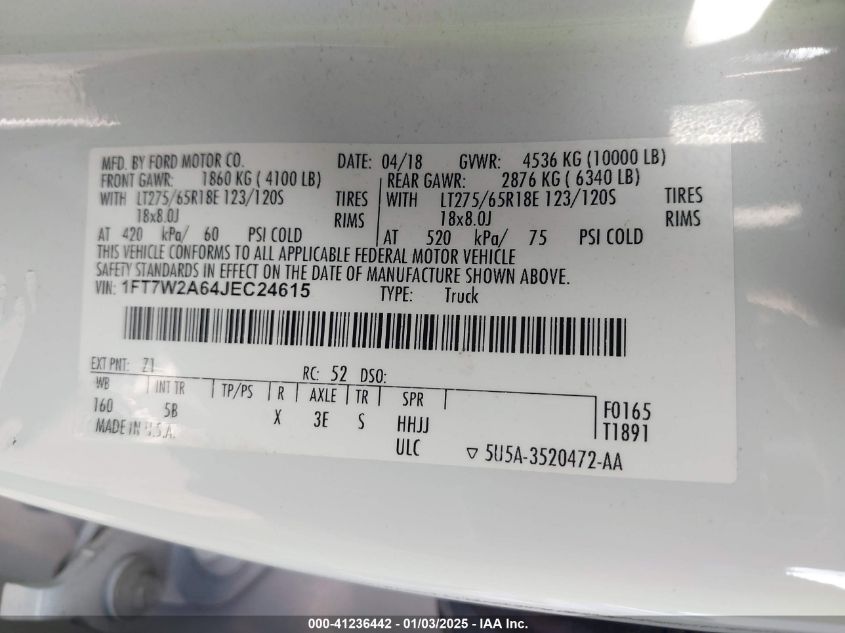 MFD. BY FORD MOTOR CO. DATE: 04/18 GVWR: 4536 KG (10000 LB)
FRONT GAWR: 1860 KG ( 4100 LB) REAR GAWR: 2876 KG ( 6340 LB)
WITH LT275/65R18E 123/120S TIRES WITH LT275/65R18E 123/120S TIRES
18x8.0J RIMS 18x8.0J RIMS
AT 420 kPa/ 60 PSI COLD AT 520 kPa/ 75 PSI COLD
THIS VEHICLE CONFORMS TO ALL APPLICABLE FEDERAL MOTOR VEHICLE
SAFETY STANDARDS IN EFFECT ON THE DATE OF MANUFACTURE SHOWN ABOVE.
VIN: 1FT7W2A64JEC24615 TYPE: Truck
EXT PNT: Z1 RC: 52 DSO:
WB INT TR TP/PS R AXLE TR SPR
160 5B X 3E S HHJJ F0165
MADE IN U.S.A. ULC T1891
5U5A-3520472-AA
000-41236442 - 01/03/2025 - IAA Inc.